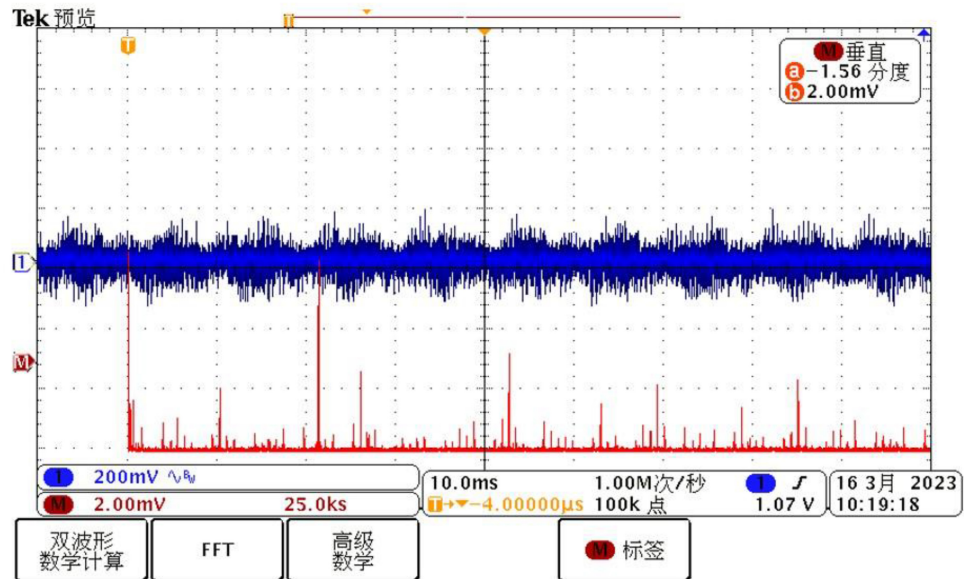 Tek 预览
T
T
M 垂直
a -1.56 分度
b 2.00mV
1
M
1 200mV ∿BW
M 2.00mV 25.0ks
10.0ms 1.00M次/秒 1 ∫ 16 3月 2023
T→▼-4.00000μs 100k 点 1.07 V 10:19:18
双波形
数学计算
FFT
高级
数学
M 标签